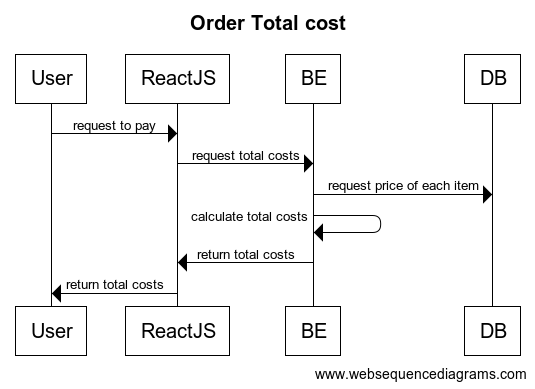 Order Total cost
User
ReactJS
BE
DB
request to pay
request total costs
request price of each item
calculate total costs
return total costs
return total costs
User
ReactJS
BE
DB
www.websequencediagrams.com